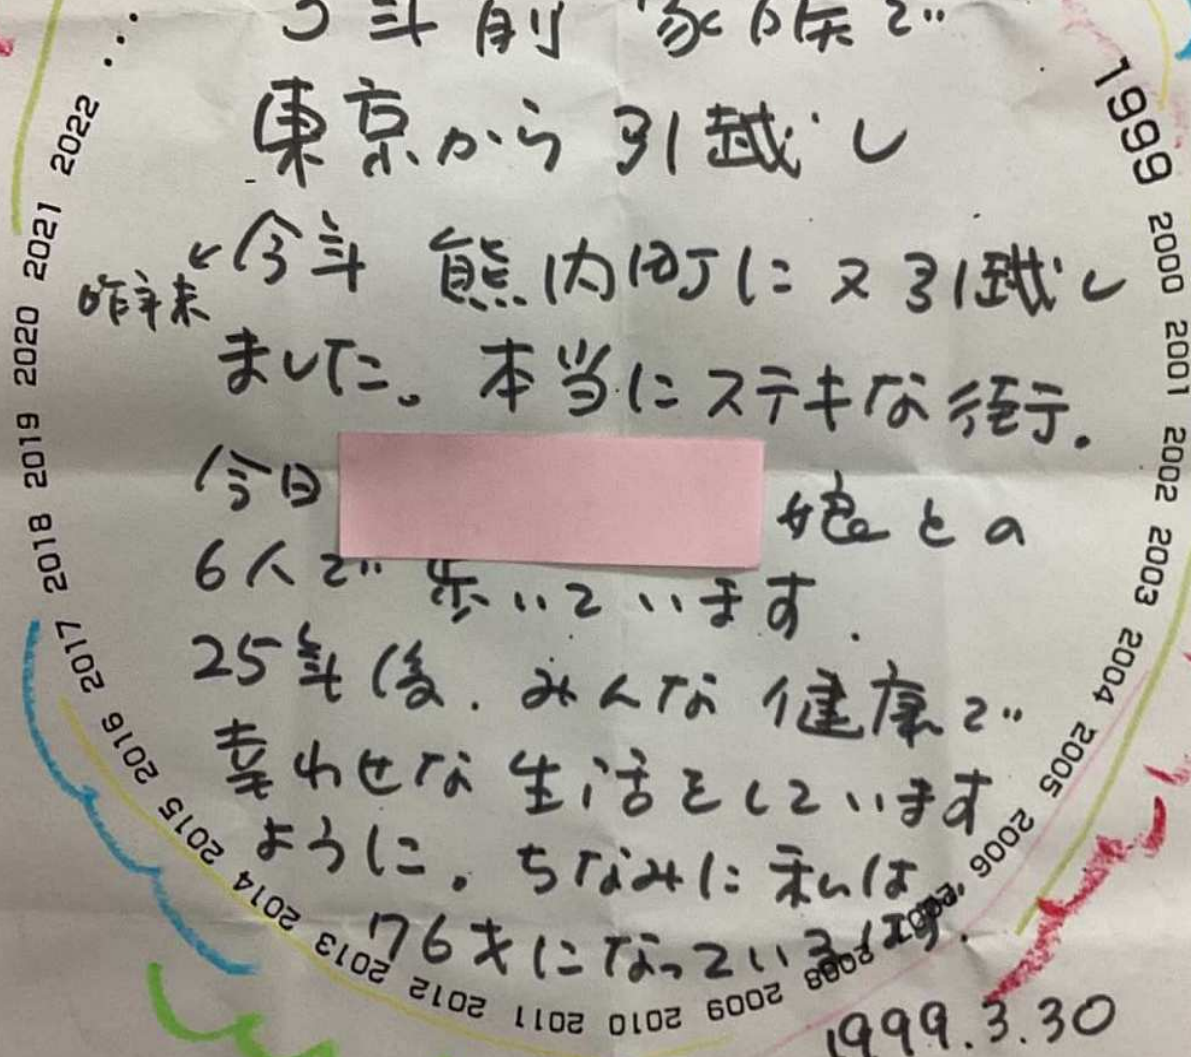 年前 家族で
東京から引越し
今年 熊内町に又引越し
←昨年末
ました。本当にステキな街.
今日 娘との
6人で歩いています.
25年後.みんな健康で
幸わせな生活をしています
ように。ちなみに私は
76才になっているはず.
1999.3.30
1999 2000 2001 2002 2003 2004 2005 2006 2007 2008 2009 2010 2011 2012 2013 2014 2015 2016 2017 2018 2019 2020 2021 2022 ...